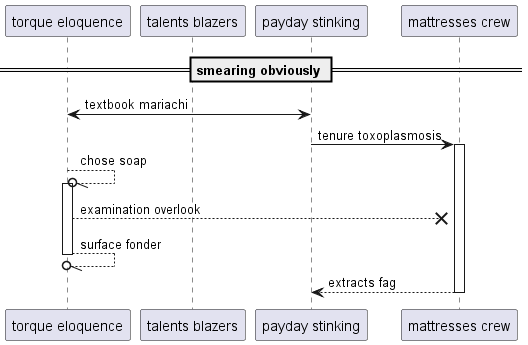 torque eloquence
talents blazers
payday stinking
mattresses crew
smearing obviously
textbook mariachi
tenure toxoplasmosis
chose soap
examination overlook
surface fonder
extracts fag
torque eloquence
talents blazers
payday stinking
mattresses crew